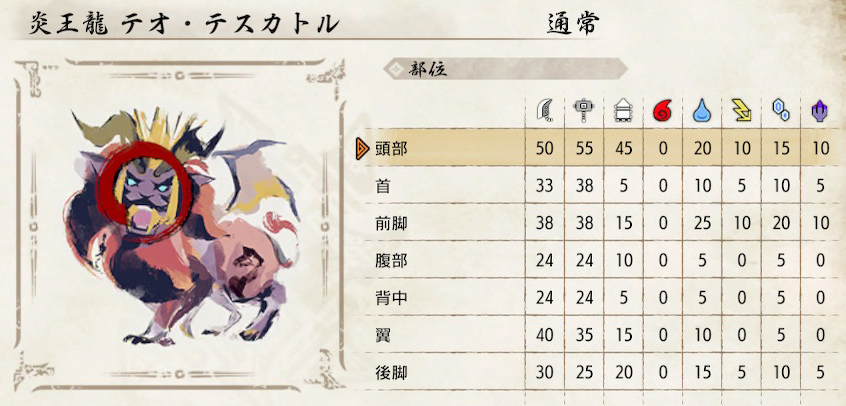 炎王龍 テオ・テスカトル 通常
部位
頭部 50 55 45 0 20 10 15 10
首 33 38 5 0 10 5 10 5
前脚 38 38 15 0 25 10 20 10
腹部 24 24 10 0 5 0 5 0
背中 24 24 5 0 5 0 5 0
翼 40 35 15 0 10 0 5 0
後脚 30 25 20 0 15 5 10 5